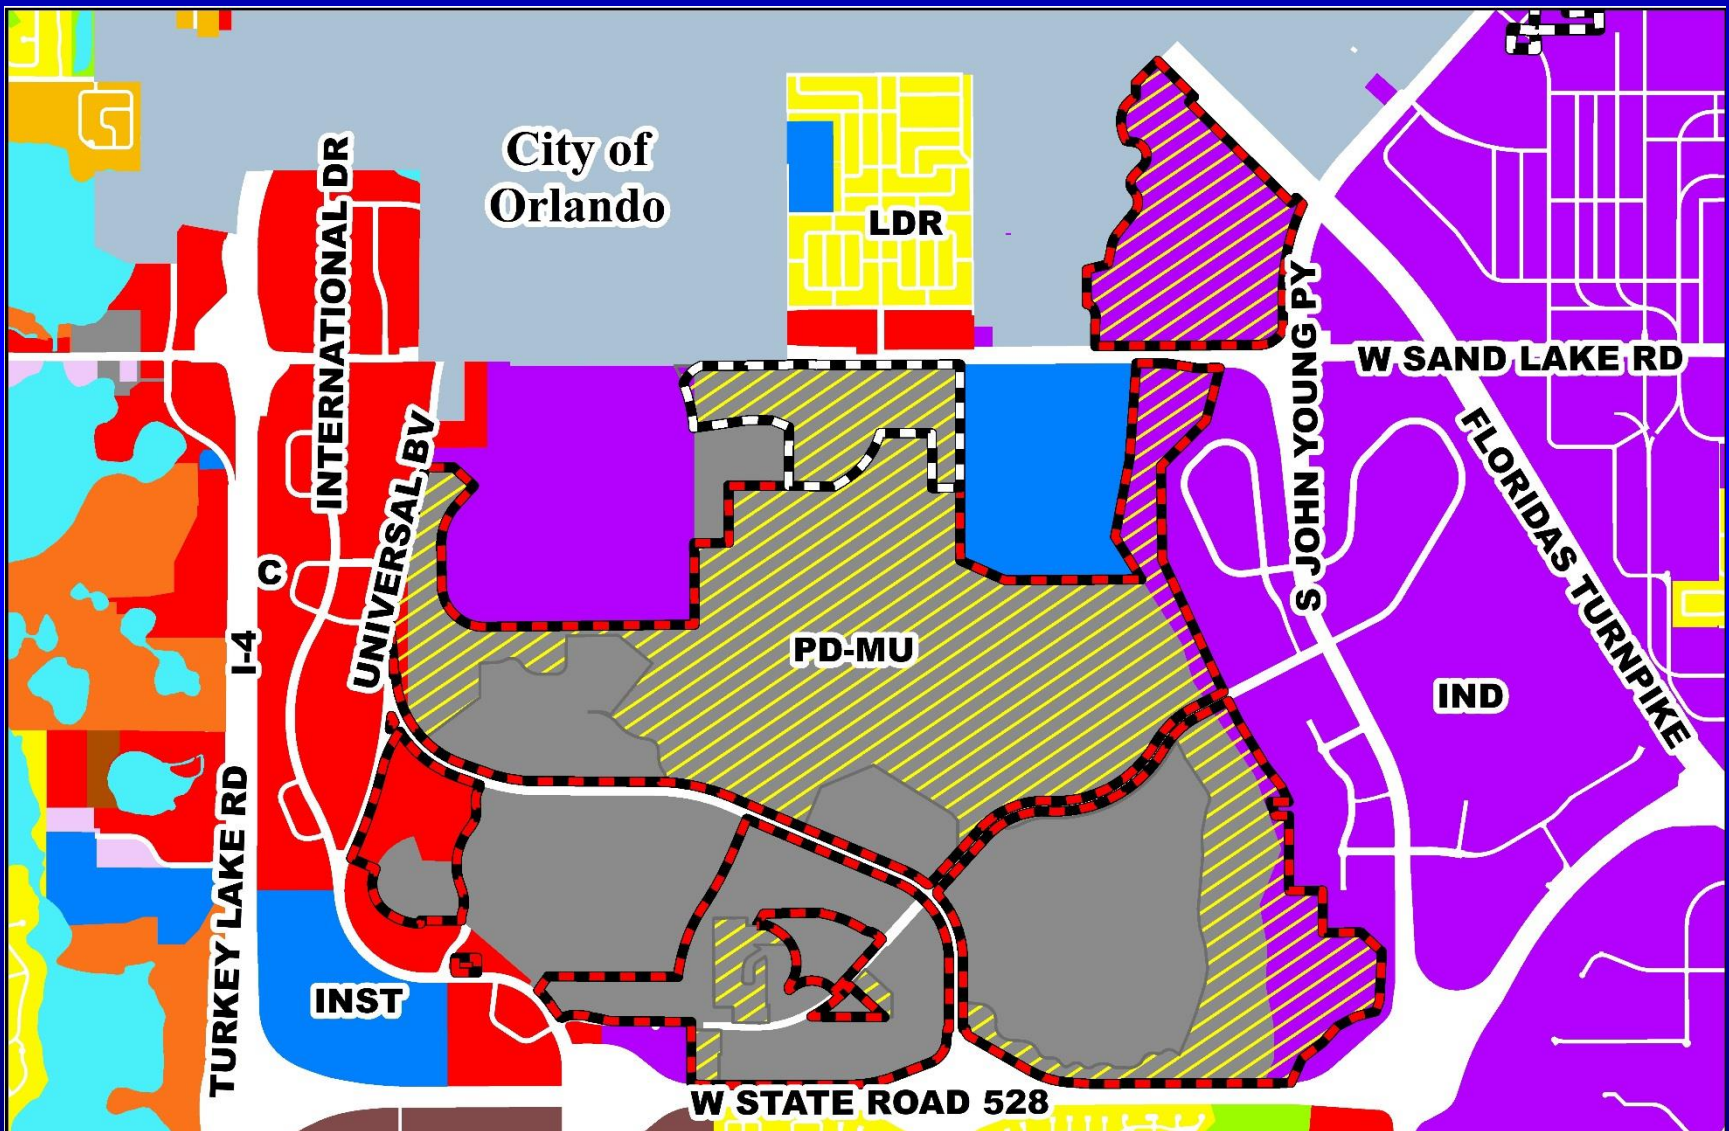 City of
Orlando
INTERNATIONAL DR
LDR
S JOHN YOUNG PY
W SAND LAKE RD
UNIVERSAL BV
FLORIDAS TURNPIKE
C
I-4
PD-MU
IND
TURKEY LAKE RD
INST
W STATE ROAD 528